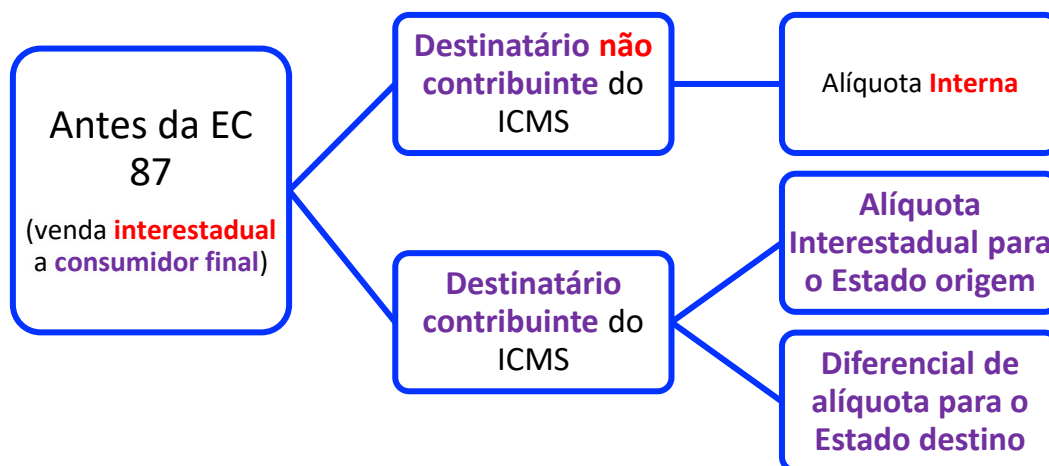 Antes da EC
87
(venda interestadual
a consumidor final)
Destinatário não
contribuinte do
ICMS
Alíquota Interna
Destinatário
contribuinte do
ICMS
Alíquota
Interestadual para
o Estado origem
Diferencial de
alíquota para o
Estado destino